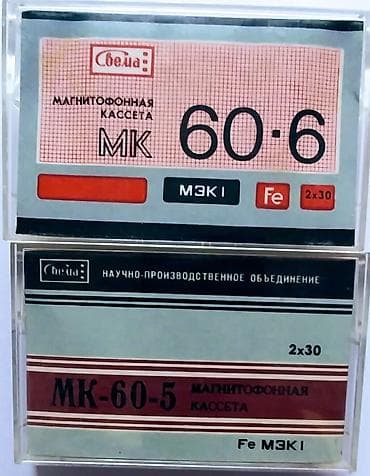 Свема
МАГНИТОФОННАЯ
КАССЕТА
МК 60·6
МЭК I Fe 2x30
Свема НАУЧНО-ПРОИЗВОДСТВЕННОЕ ОБЪЕДИНЕНИЕ
2x30
МК-60-5 МАГНИТОФОННАЯ
КАССЕТА
Fe МЭК I